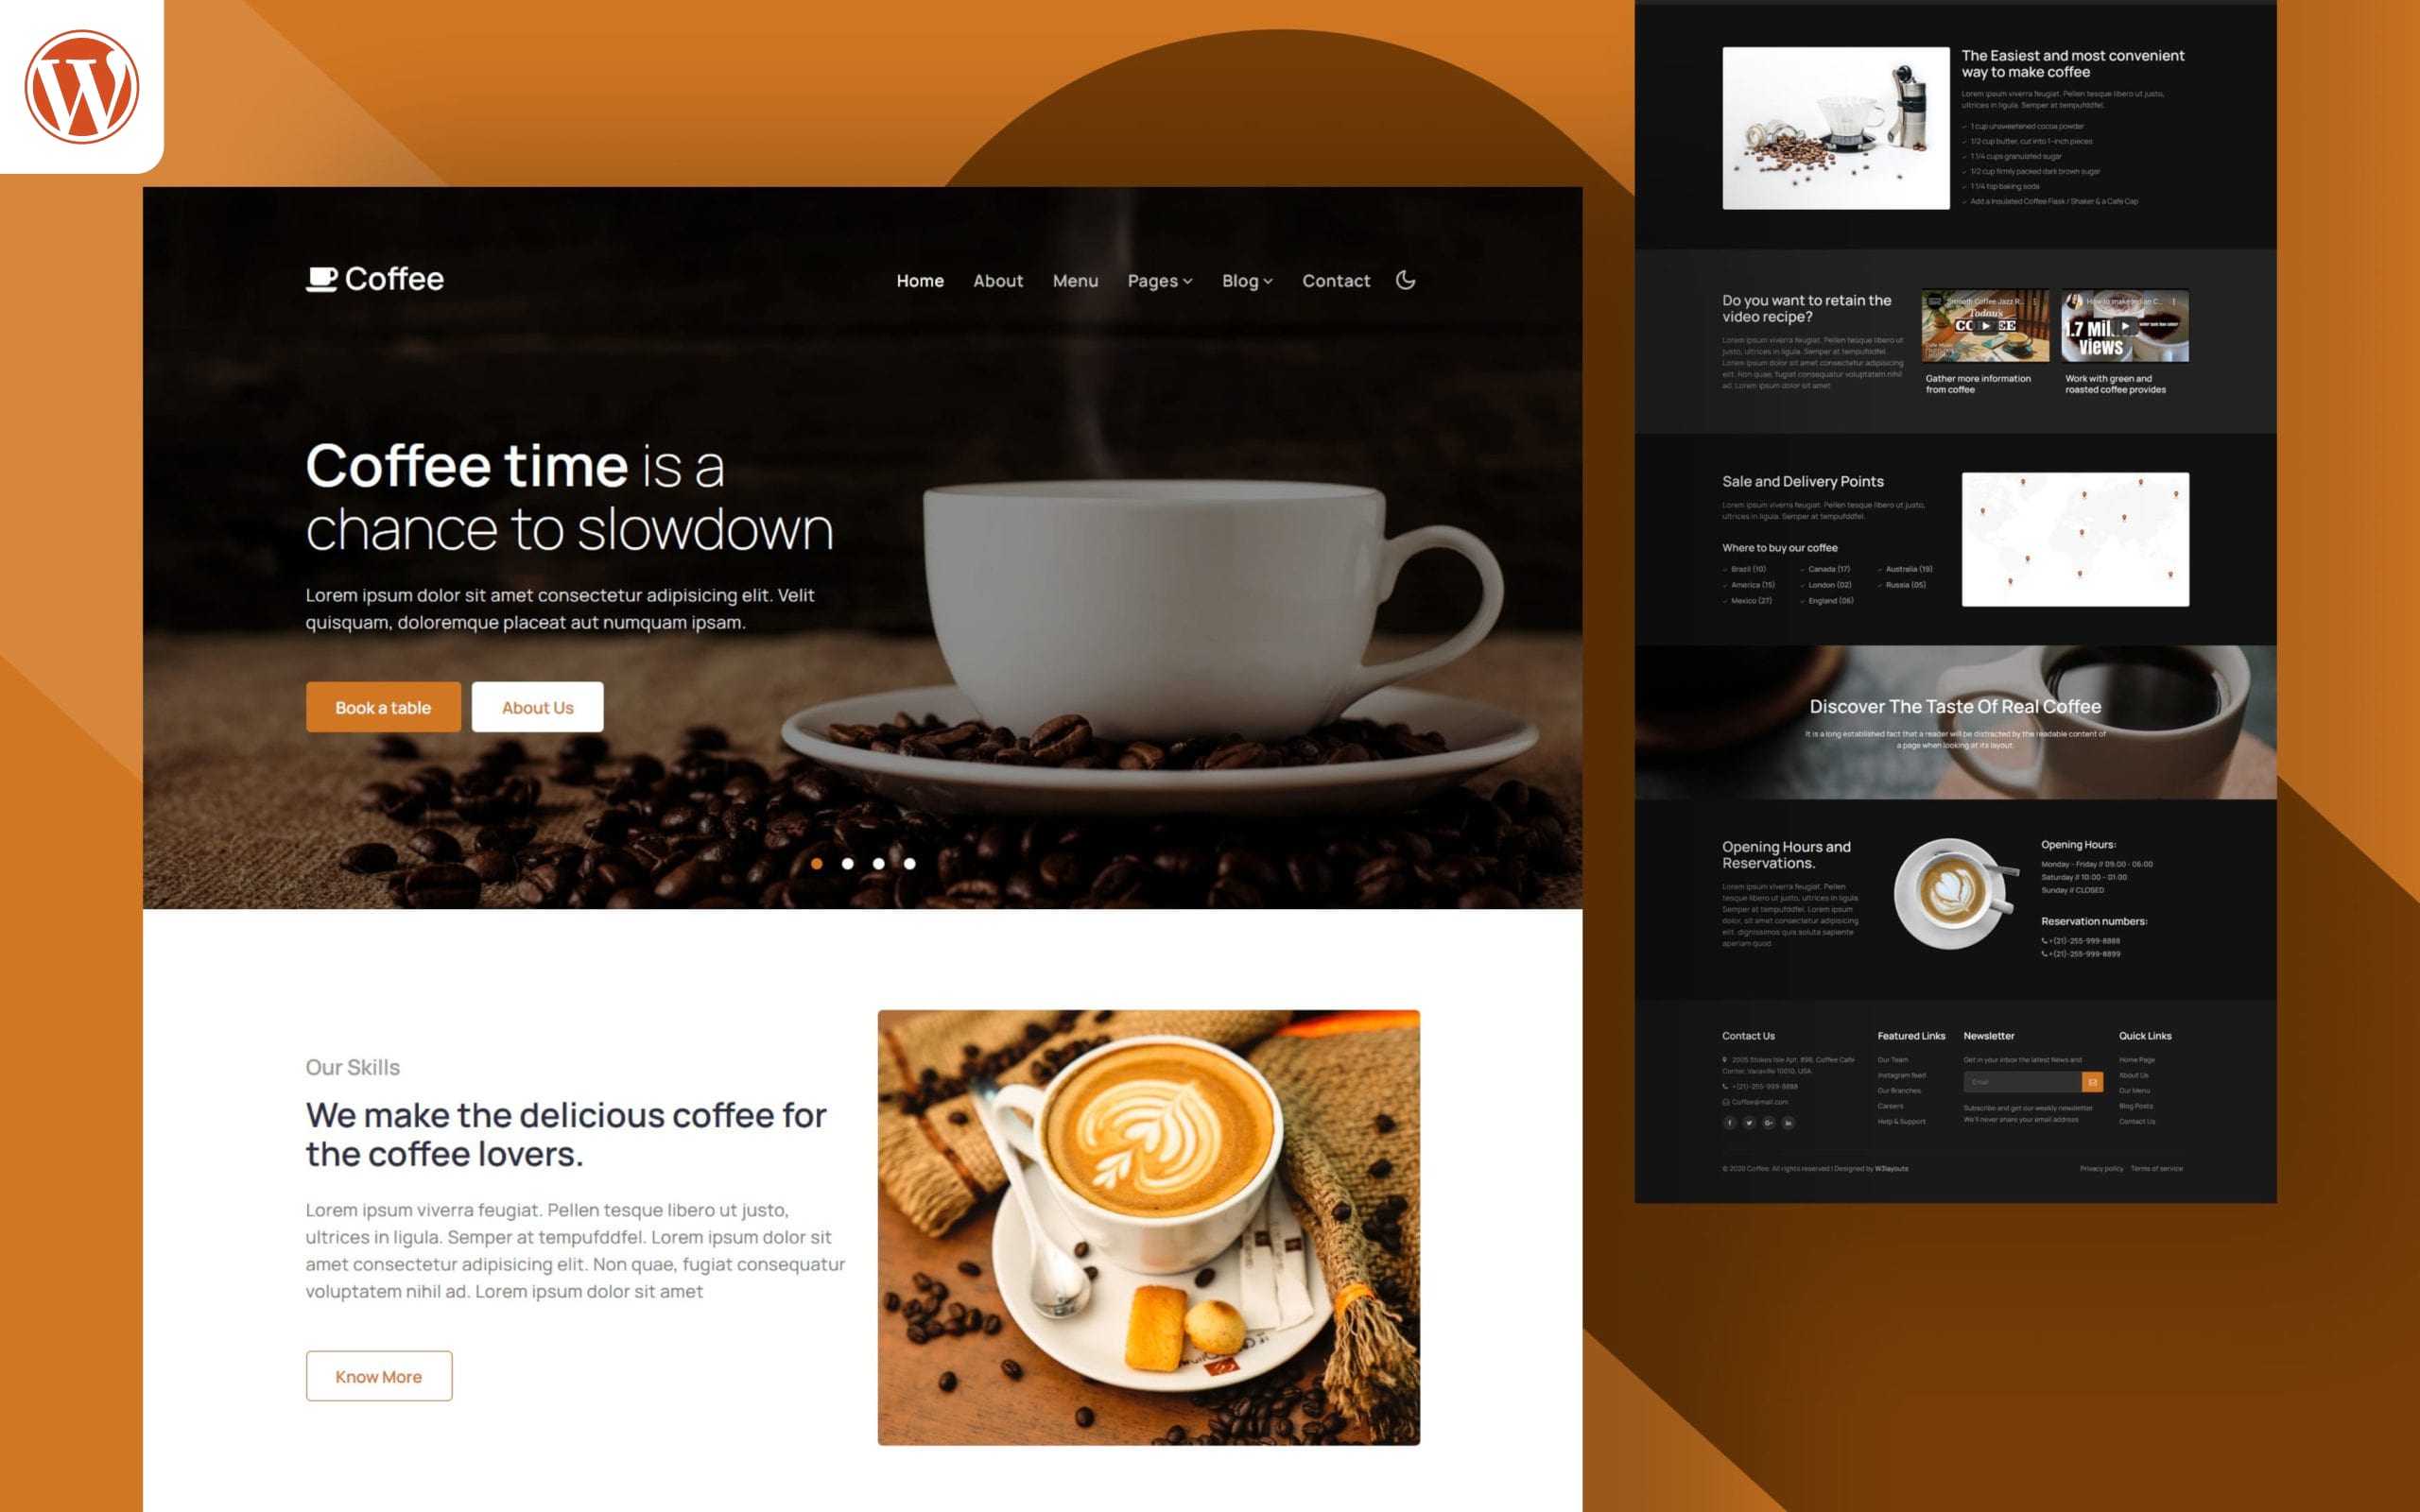 Coffee
Home About Menu Pages Blog Contact
Coffee time is a
chance to slowdown
Lorem ipsum dolor sit amet consectetur adipisicing elit. Velit
quisquam, doloremque placeat aut numquam ipsam.
Book a table
About Us
Our Skills
We make the delicious coffee for
the coffee lovers.
Lorem ipsum viverra feugiat. Pellen tesque libero ut justo,
ultrices in ligula. Semper at tempufddfel. Lorem ipsum dolor sit
amet consectetur adipisicing elit. Non quae, fugiat consequatur
voluptatem nihil ad. Lorem ipsum dolor sit amet
Know More
The Easiest and most convenient
way to make coffee
Lorem ipsum viverra feugiat. Pellen tesque libero ut justo,
ultrices in ligula. Semper at tempufddfel.
1 cup unsweetened cocoa powder
1/2 cup butter, cut into 1-inch pieces
1 1/4 cups granulated sugar
1/2 cup firmly packed dark brown sugar
1 1/4 tsp baking soda
Add a Insulated Coffee Flask / Shaker & a Cafe Cap
Do you want to retain the
video recipe?
Lorem ipsum viverra feugiat. Pellen tesque libero ut
justo, ultrices in ligula. Semper at tempufddfel.
Lorem ipsum dolor sit amet consectetur adipisicing
elit. Non quae, fugiat consequatur voluptatem nihil
ad. Lorem ipsum dolor sit amet
Smooth Coffee Jazz R...
Today's
Gather more information
from coffee
How to make Indian C...
1.7 Mil
Views
Work with green and
roasted coffee provides
Sale and Delivery Points
Lorem ipsum viverra feugiat. Pellen tesque libero ut justo,
ultrices in ligula. Semper at tempufddfel.
Where to buy our coffee
Brazil (10) Canada (17) Australia (19)
America (15) London (02) Russia (05)
Mexico (27) England (06)
Discover The Taste Of Real Coffee
It is a long established fact that a reader will be distracted by the readable content of
a page when looking at its layout.
Opening Hours and
Reservations.
Lorem ipsum viverra feugiat. Pellen
tesque libero ut justo, ultrices in ligula.
Semper at tempufddfel. Lorem ipsum
dolor, sit amet consectetur adipisicing
elit, dignissimos quis soluta sapiente
aperiam quod.
Opening Hours:
Monday - Friday // 09:00 - 06:00
Saturday // 10:00 - 01:00
Sunday // CLOSED
Reservation numbers:
+(21)-255-999-8888
+(21)-255-999-8899
Contact Us
2005 Stokes Isle Apt. 896, Coffee Cafe
Center, Vacaville 10010, USA
+(21)-255-999-8888
Coffee@mail.com
Featured Links
Our Team
Instagram feed
Our Branches
Careers
Help & Support
Newsletter
Get in your inbox the latest News and
Email
Subscribe and get our weekly newsletter
We'll never share your email address
Quick Links
Home Page
About Us
Our Menu
Blog Posts
Contact Us
© 2020 Coffee. All rights reserved | Designed by W3layouts
Privacy policy Terms of service